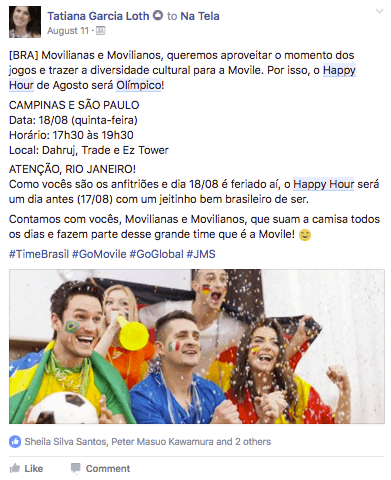 Tatiana Garcia Loth to Na Tela
August 11 ·
[BRA] Movilianas e Movilianos, queremos aproveitar o momento dos
jogos e trazer a diversidade cultural para a Movile. Por isso, o Happy
Hour de Agosto será Olímpico!
CAMPINAS E SÃO PAULO
Data: 18/08 (quinta-feira)
Horário: 17h30 às 19h30
Local: Dahruj, Trade e Ez Tower
ATENÇÃO, RIO JANEIRO!
Como vocês são os anfitriões e dia 18/08 é feriado aí, o Happy Hour será
um dia antes (17/08) com um jeitinho bem brasileiro de ser.
Contamos com vocês, Movilianas e Movilianos, que suam a camisa todos
os dias e fazem parte desse grande time que é a Movile! 😄
#TimeBrasil #GoMovile #GoGlobal #JMS
Sheila Silva Santos, Peter Masuo Kawamura and 2 others
Like Comment